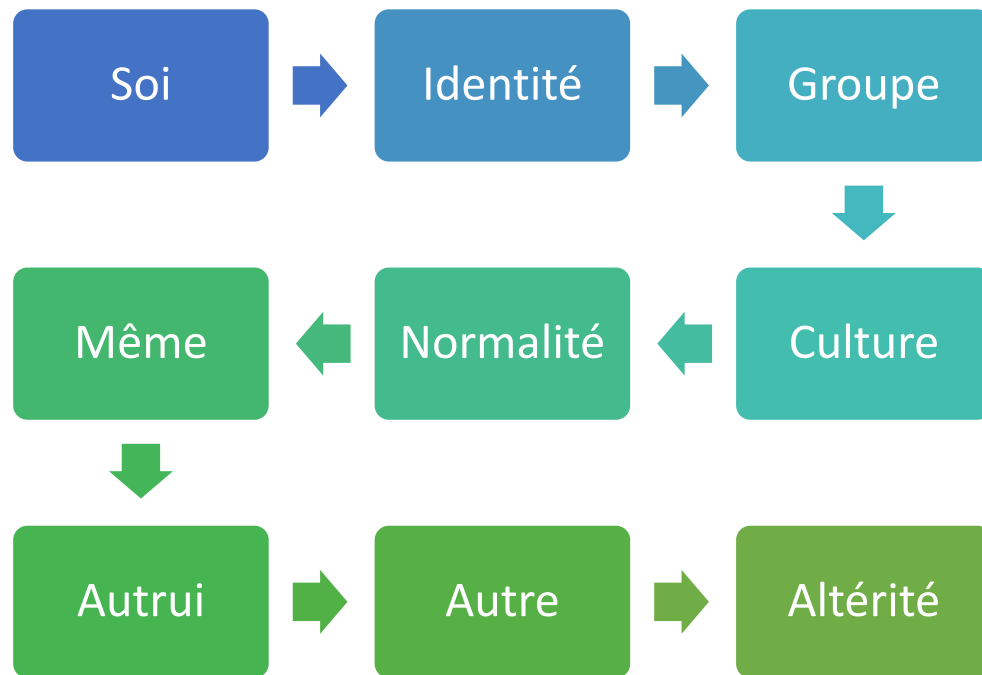 Soi
Identité
Groupe
Culture
Normalité
Même
Autrui
Autre
Altérité